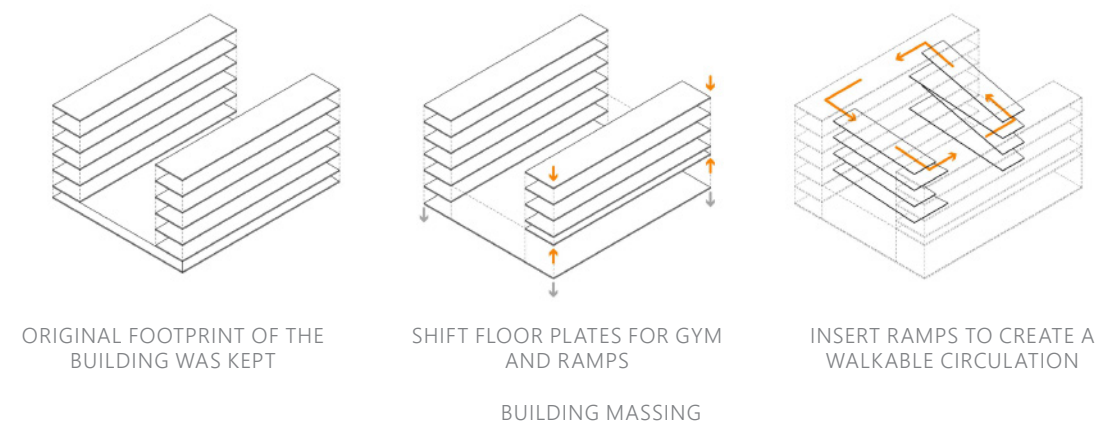 ORIGINAL FOOTPRINT OF THE
BUILDING WAS KEPT
SHIFT FLOOR PLATES FOR GYM
AND RAMPS
INSERT RAMPS TO CREATE A
WALKABLE CIRCULATION
BUILDING MASSING